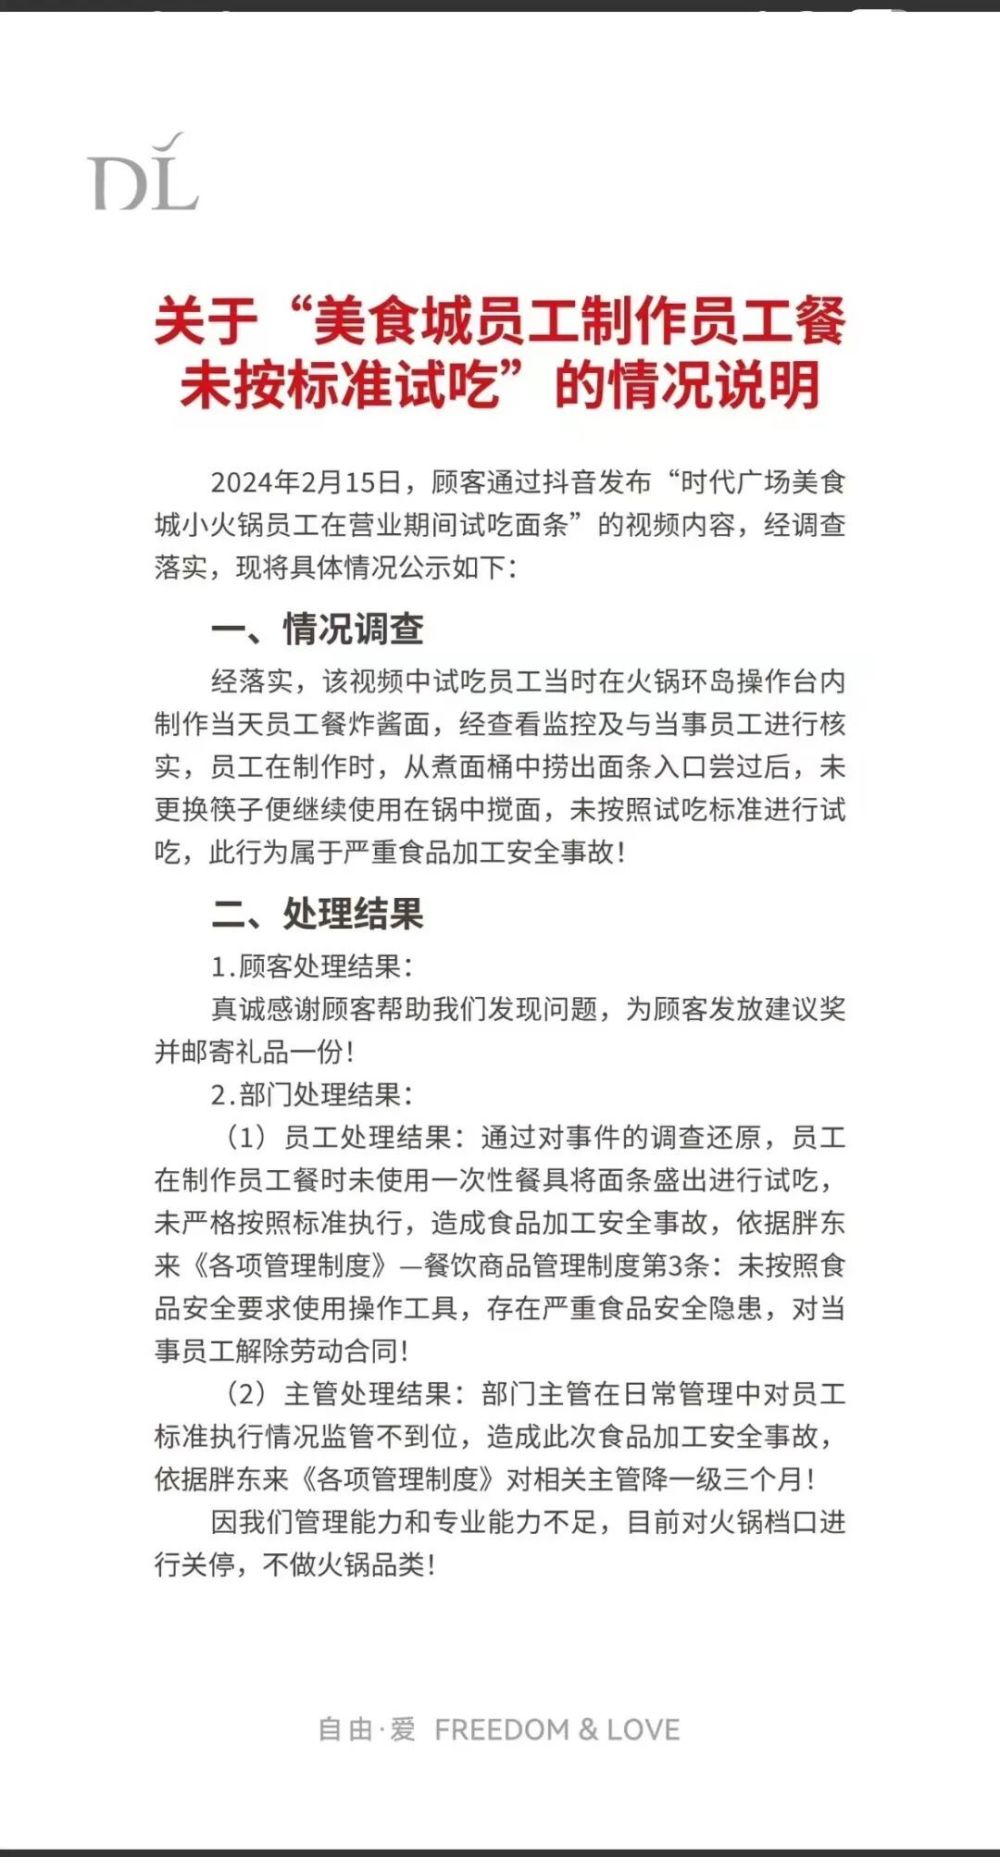 DL
关于“美食城员工制作员工餐
未按标准试吃”的情况说明
2024年2月15日，顾客通过抖音发布“时代广场美食
城小火锅员工在营业期间试吃面条”的视频内容，经调查
落实，现将具体情况公示如下：
一、情况调查
经落实，该视频中试吃员工当时在火锅环岛操作台内
制作当天员工餐炸酱面，经查看监控及与当事员工进行核
实，员工在制作时，从煮面桶中捞出面条入口尝过后，未
更换筷子便继续使用在锅中搅面，未按照试吃标准进行试
吃，此行为属于严重食品加工安全事故！
二、处理结果
1.顾客处理结果：
真诚感谢顾客帮助我们发现问题，为顾客发放建议奖
并邮寄礼品一份！
2.部门处理结果：
（1）员工处理结果：通过对事件的调查还原，员工
在制作员工餐时未使用一次性餐具将面条盛出进行试吃，
未严格按照标准执行，造成食品加工安全事故，依据胖东
来《各项管理制度》—餐饮商品管理制度第3条：未按照食
品安全要求使用操作工具，存在严重食品安全隐患，对当
事员工解除劳动合同！
（2）主管处理结果：部门主管在日常管理中对员工
标准执行情况监管不到位，造成此次食品加工安全事故，
依据胖东来《各项管理制度》对相关主管降一级三个月！
因我们管理能力和专业能力不足，目前对火锅档口进
行关停，不做火锅品类！
自由·爱 FREEDOM & LOVE